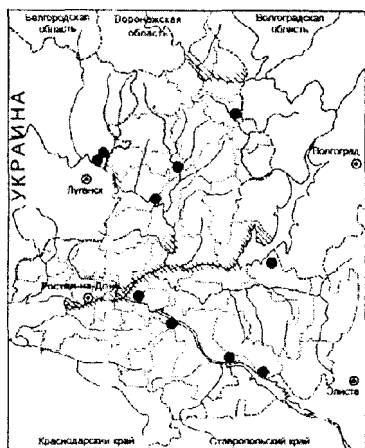 Белгородская
область
Воронежская
область
Волгоградская
область
УКРАИНА
Волгоград
Луганск
Ростов-на-Дону
Элиста
Краснодарский край
Ставропольский край